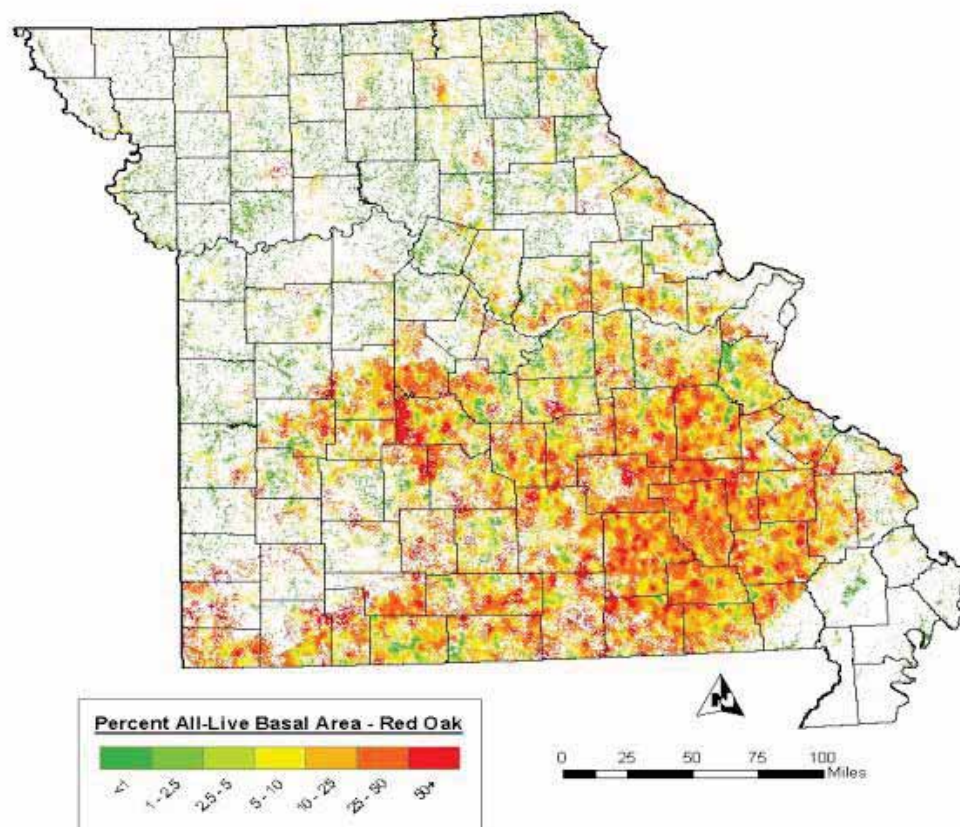 Percent All-Live Basal Area - Red Oak
<1 1 - 2.5 2.5 - 5 5 - 10 10 - 25 25 - 50 50+
N
0 25 50 75 100
Miles